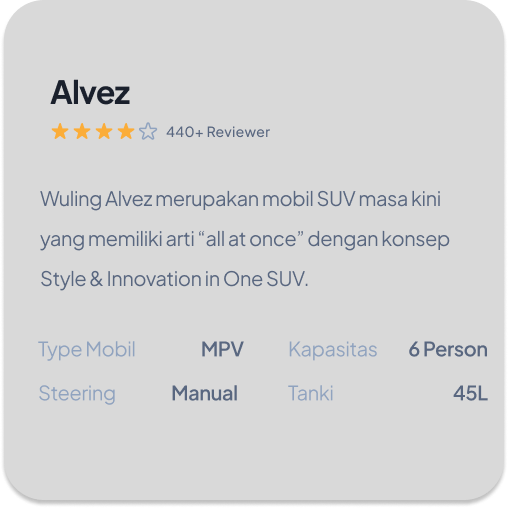 Alvez
440+ Reviewer
Wuling Alvez merupakan mobil SUV masa kini
yang memiliki arti “all at once” dengan konsep
Style & Innovation in One SUV.
Type Mobil MPV Kapasitas 6 Person
Steering Manual Tanki 45L